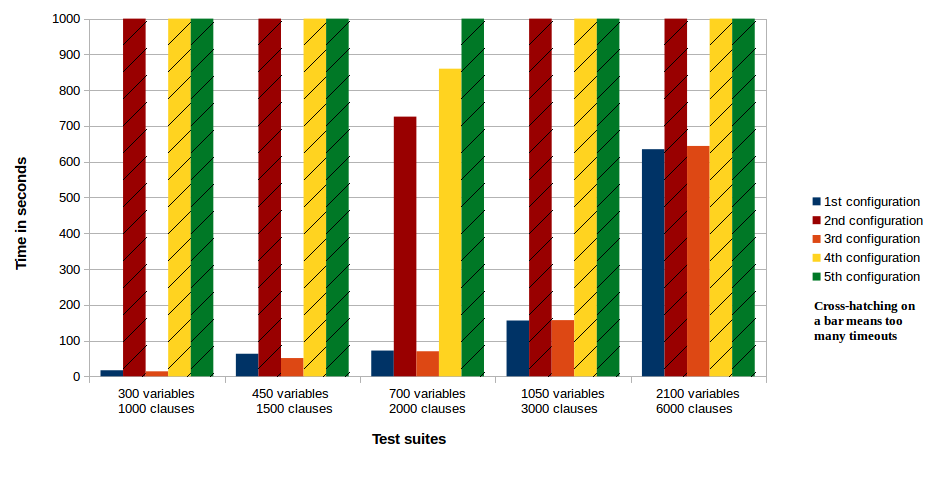 1000
900
800
700
600
500
400
300
200
100
0
Time in seconds
300 variables
1000 clauses
450 variables
1500 clauses
700 variables
2000 clauses
1050 variables
3000 clauses
2100 variables
6000 clauses
Test suites
1st configuration
2nd configuration
3rd configuration
4th configuration
5th configuration
Cross-hatching on
a bar means too
many timeouts